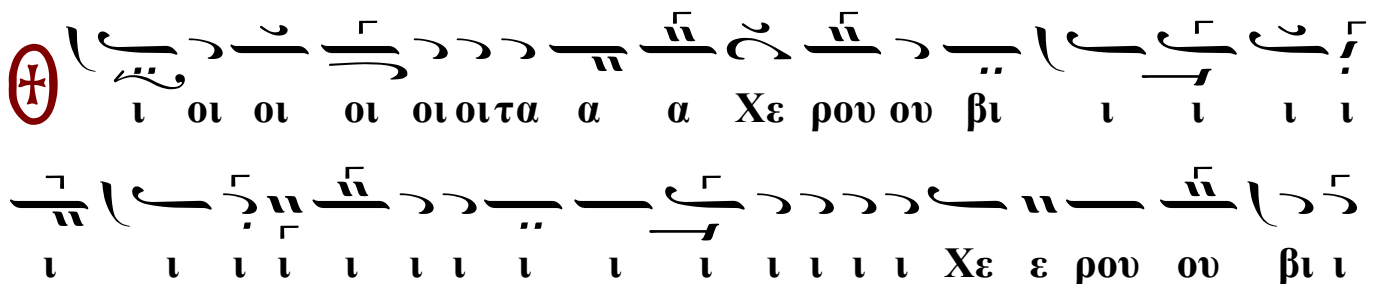 Ο ι οι οι οι οι οι τα α α Χε ρου ου βι ι ι ι ι
ι ι ι ι ι ι ι ι ι ι ι ι ι ι Χε ε ρου ου βι ι